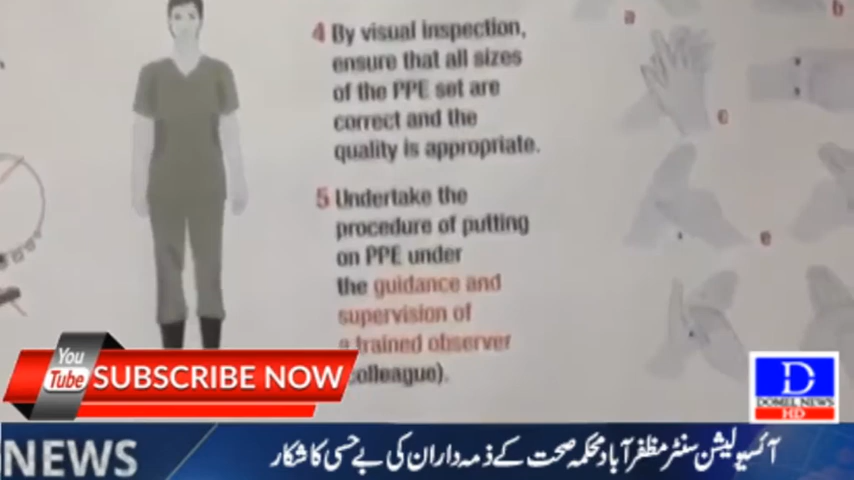 a
b
4 By visual inspection,
ensure that all sizes
of the PPE set are
correct and the
quality is appropriate.
c
5 Undertake the
procedure of putting
on PPE under
the guidance and
supervision of
a trained observer
colleague).
e
You
Tube
SUBSCRIBE NOW
D
DOMEL NEWS
HD
NEWS
آئسیولیشن سنٹر مظفرآباد محکمہ صحت کے ذمہ داران کی بے حسی کا شکار